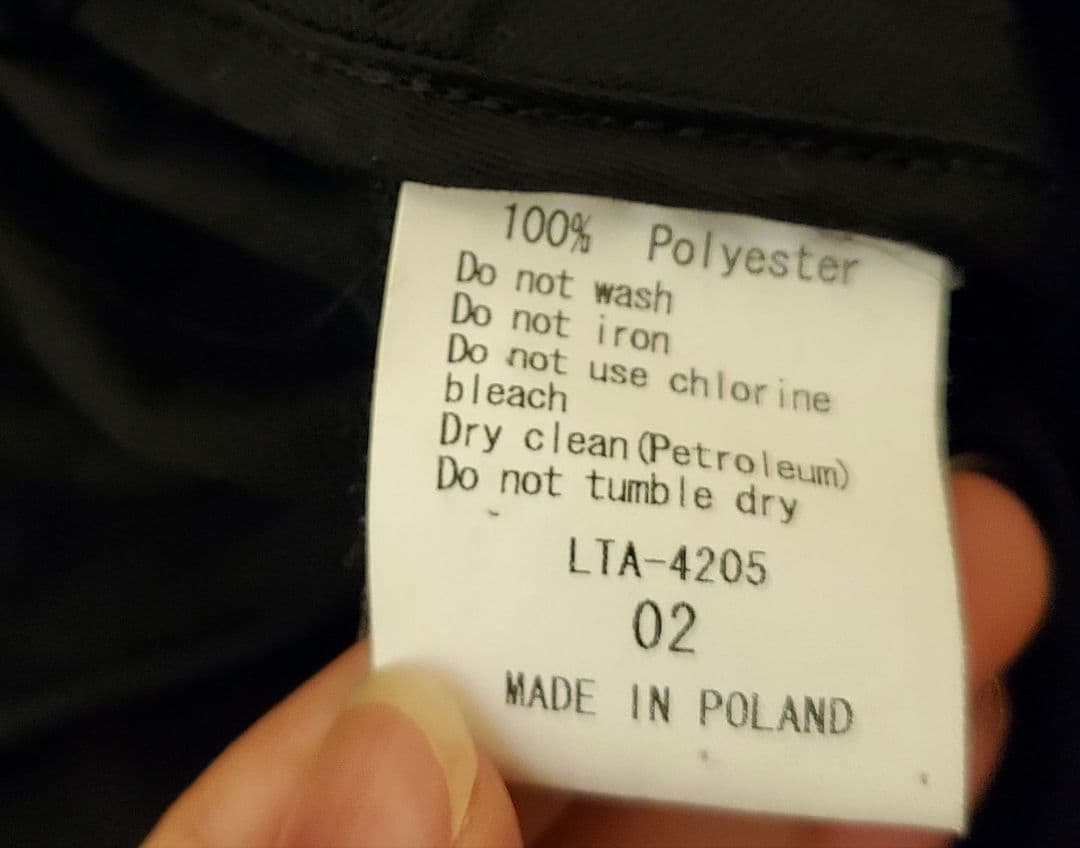 100% Polyester
Do not wash
Do not iron
Do not use chlorine
bleach
Dry clean(Petroleum)
Do not tumble dry
LTA-4205
02
MADE IN POLAND